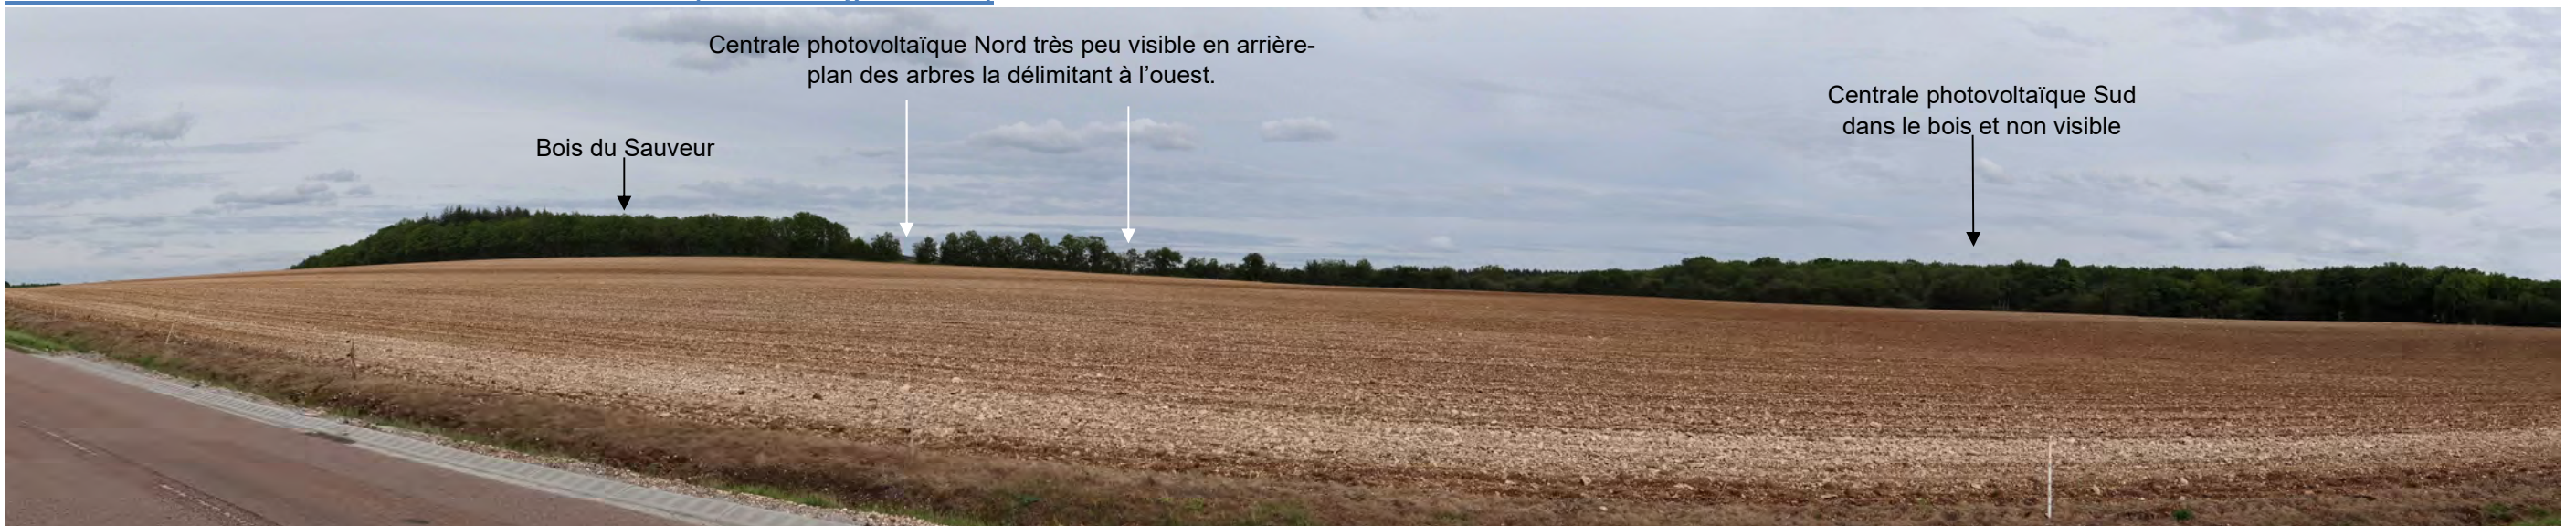 Centrale photovoltaïque Nord très peu visible en arrière-
plan des arbres la délimitant à l'ouest.
Centrale photovoltaïque Sud
dans le bois et non visible
Bois du Sauveur